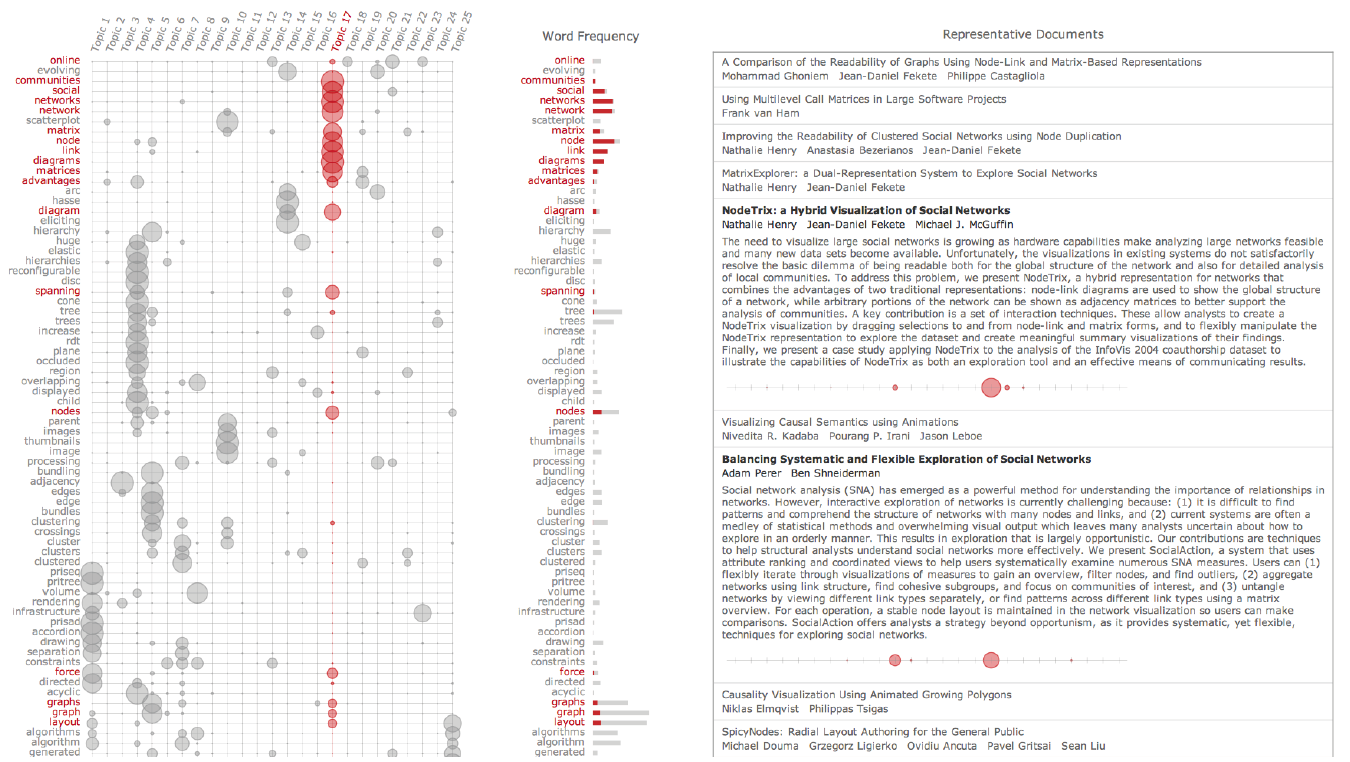 Topic 1
Topic 2
Topic 3
Topic 4
Topic 5
Topic 6
Topic 7
Topic 8
Topic 9
Topic 10
Topic 11
Topic 12
Topic 13
Topic 14
Topic 15
Topic 16
Topic 17
Topic 18
Topic 19
Topic 20
Topic 21
Topic 22
Topic 23
Topic 24
Topic 25
online
evolving
communities
social
networks
network
scatterplot
matrix
node
link
diagrams
matrices
advantages
arc
hasse
diagram
eliciting
hierarchy
huge
elastic
hierarchies
reconfigurable
disc
spanning
cone
tree
trees
increase
rdt
plane
occluded
region
overlapping
displayed
child
nodes
parent
images
thumbnails
image
processing
bundling
adjacency
edges
edge
bundles
clustering
crossings
cluster
clusters
clustered
priseq
pritree
volume
rendering
infrastructure
prisad
accordion
drawing
separation
constraints
force
directed
acyclic
graphs
graph
layout
algorithms
algorithm
generated
Word Frequency
online
evolving
communities
social
networks
network
scatterplot
matrix
node
link
diagrams
matrices
advantages
arc
hasse
diagram
eliciting
hierarchy
huge
elastic
hierarchies
reconfigurable
disc
spanning
cone
tree
trees
increase
rdt
plane
occluded
region
overlapping
displayed
child
nodes
parent
images
thumbnails
image
processing
bundling
adjacency
edges
edge
bundles
clustering
crossings
cluster
clusters
clustered
priseq
pritree
volume
rendering
infrastructure
prisad
accordion
drawing
separation
constraints
force
directed
acyclic
graphs
graph
layout
algorithms
algorithm
generated
Representative Documents
A Comparison of the Readability of Graphs Using Node-Link and Matrix-Based Representations
Mohammad Ghoniem Jean-Daniel Fekete Philippe Castagliola
Using Multilevel Call Matrices in Large Software Projects
Frank van Ham
Improving the Readability of Clustered Social Networks using Node Duplication
Nathalie Henry Anastasia Bezerianos Jean-Daniel Fekete
MatrixExplorer: a Dual-Representation System to Explore Social Networks
Nathalie Henry Jean-Daniel Fekete
NodeTrix: a Hybrid Visualization of Social Networks
Nathalie Henry Jean-Daniel Fekete Michael J. McGuffin
The need to visualize large social networks is growing as hardware capabilities make analyzing large networks feasible
and many new data sets become available. Unfortunately, the visualizations in existing systems do not satisfactorily
resolve the basic dilemma of being readable both for the global structure of the network and also for detailed analysis
of local communities. To address this problem, we present NodeTrix, a hybrid representation for networks that
combines the advantages of two traditional representations: node-link diagrams are used to show the global structure
of a network, while arbitrary portions of the network can be shown as adjacency matrices to better support the
analysis of communities. A key contribution is a set of interaction techniques. These allow analysts to create a
NodeTrix visualization by dragging selections to and from node-link and matrix forms, and to flexibly manipulate the
NodeTrix representation to explore the dataset and create meaningful summary visualizations of their findings.
Finally, we present a case study applying NodeTrix to the analysis of the InfoVis 2004 coauthorship dataset to
illustrate the capabilities of NodeTrix as both an exploration tool and an effective means of communicating results.
Visualizing Causal Semantics using Animations
Nivedita R. Kadaba Pourang P. Irani Jason Leboe
Balancing Systematic and Flexible Exploration of Social Networks
Adam Perer Ben Shneiderman
Social network analysis (SNA) has emerged as a powerful method for understanding the importance of relationships in
networks. However, interactive exploration of networks is currently challenging because: (1) it is difficult to find
patterns and comprehend the structure of networks with many nodes and links, and (2) current systems are often a
medley of statistical methods and overwhelming visual output which leaves many analysts uncertain about how to
explore in an orderly manner. This results in exploration that is largely opportunistic. Our contributions are techniques
to help structural analysts understand social networks more effectively. We present SocialAction, a system that uses
attribute ranking and coordinated views to help users systematically examine numerous SNA measures. Users can (1)
flexibly iterate through visualizations of measures to gain an overview, filter nodes, and find outliers, (2) aggregate
networks using link structure, find cohesive subgroups, and focus on communities of interest, and (3) untangle
networks by viewing different link types separately, or find patterns across different link types using a matrix
overview. For each operation, a stable node layout is maintained in the network visualization so users can make
comparisons. SocialAction offers analysts a strategy beyond opportunism, as it provides systematic, yet flexible,
techniques for exploring social networks.
Causality Visualization Using Animated Growing Polygons
Niklas Elmqvist Philippas Tsigas
SpicyNodes: Radial Layout Authoring for the General Public
Michael Douma Grzegorz Ligierko Ovidiu Ancuta Pavel Gritsai Sean Liu